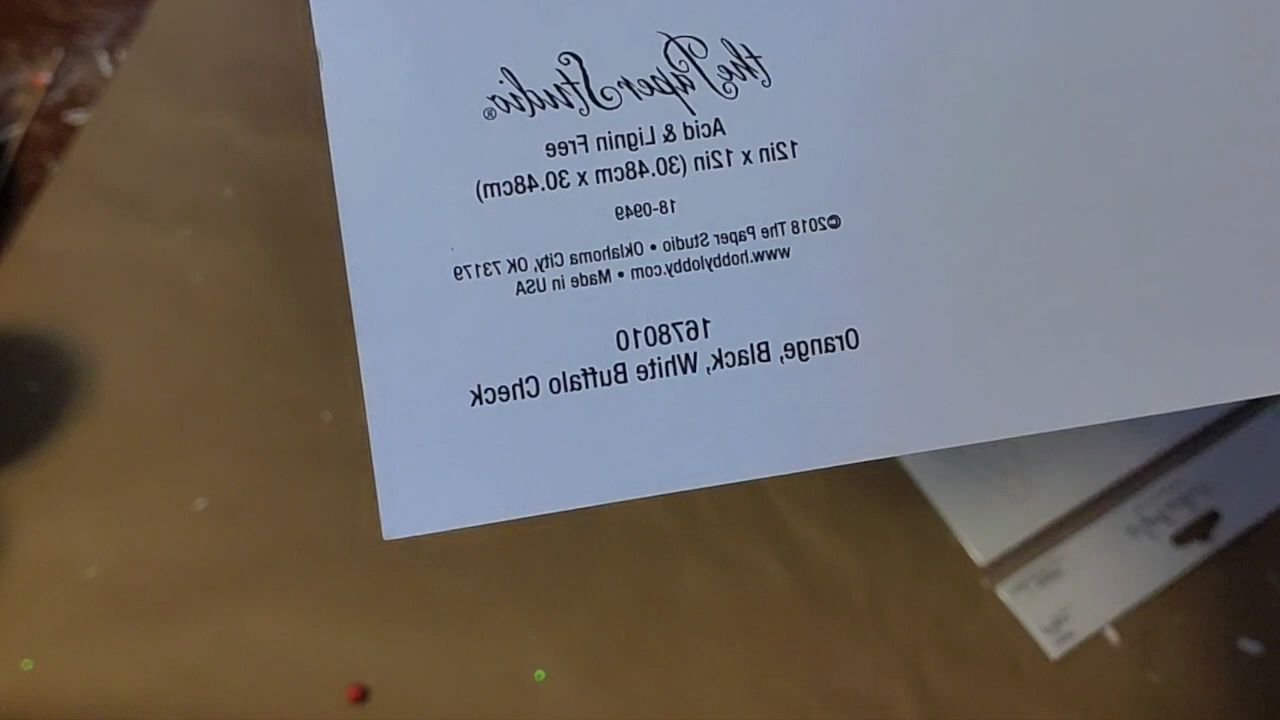 the Paper Studio®
Acid & Lignin Free
12in x 12in (30.48cm x 30.48cm)
18-0949
©2018 The Paper Studio • Oklahoma City, OK 73179
www.hobbylobby.com • Made in USA
1678010
Orange, Black, White Buffalo Check